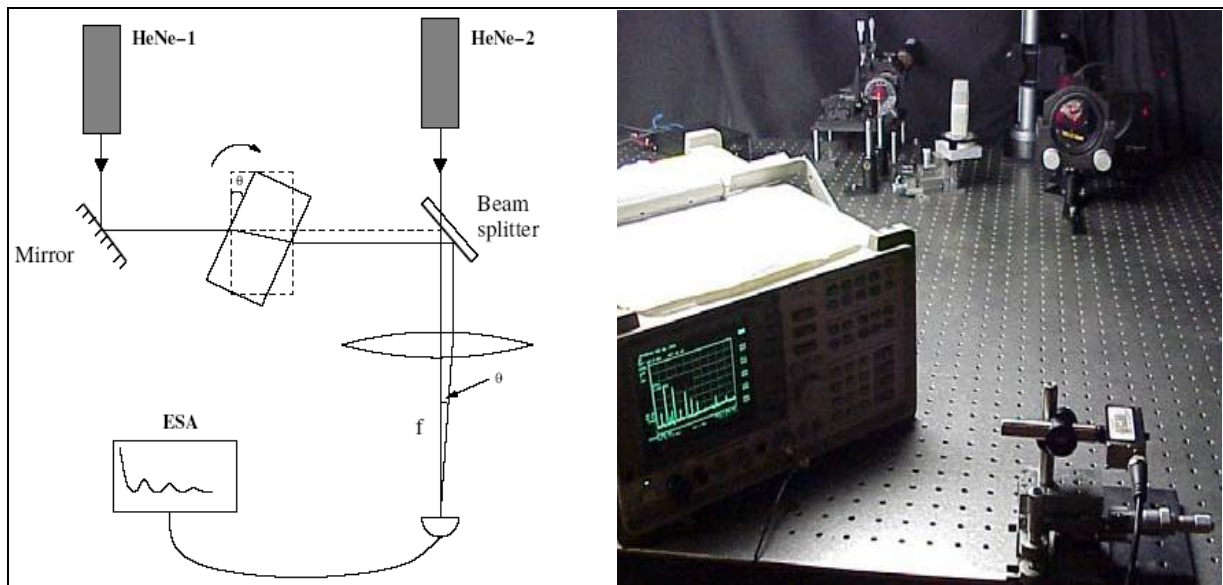 HeNe-1
HeNe-2
θ
Beam
splitter
Mirror
θ
f
ESA